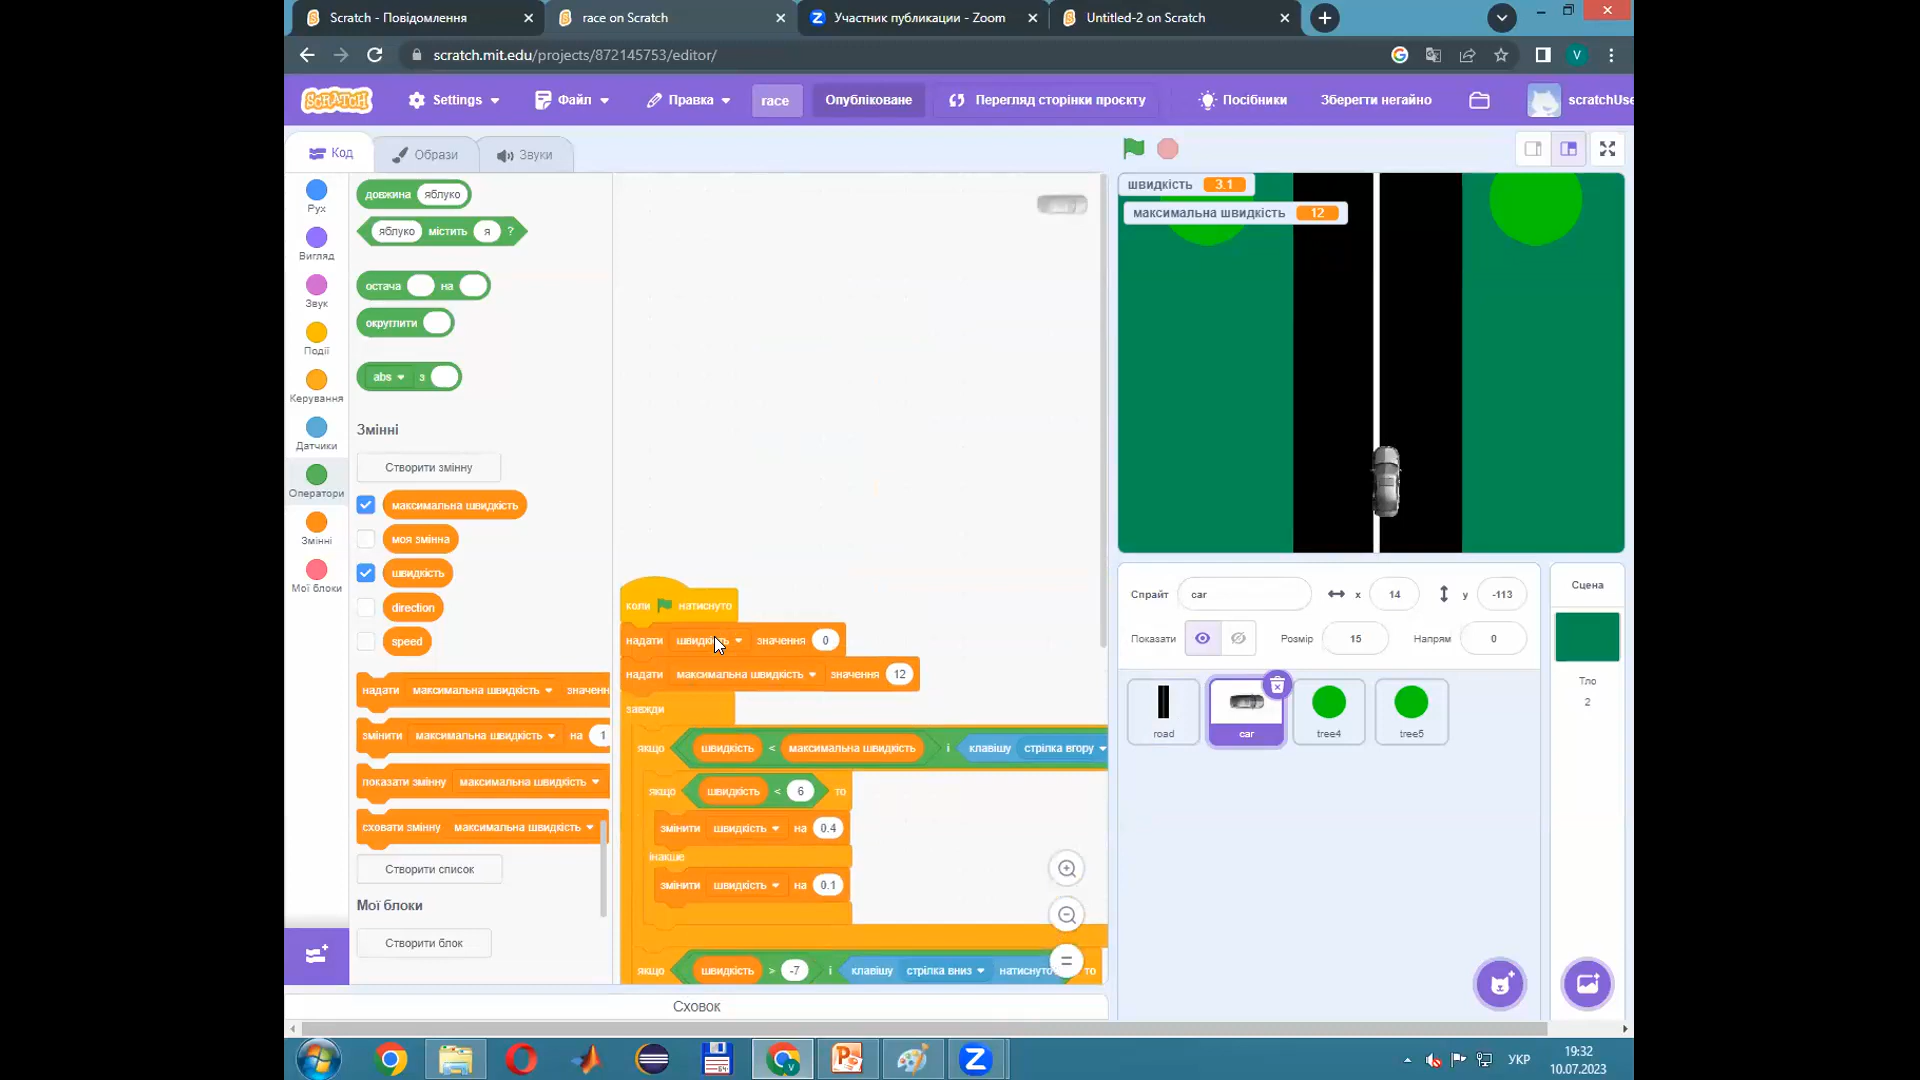 Scratch - Повідомлення
race on Scratch
Участник публикации - Zoom
Untitled-2 on Scratch
scratch.mit.edu/projects/872145753/editor/
V
SCRATCH
Settings
Файл
Правка
race
Опубліковане
Перегляд сторінки проєкту
Посібники
Зберегти негайно
scratchUse
Код
Образи
Звуки
Рух
Вигляд
Звук
Події
Керування
Датчики
Оператори
Змінні
Мої блоки
довжина яблуко
яблуко містить я ?
остача на
округлити
abs з
Змінні
Створити змінну
максимальна швидкість
моя змінна
швидкість
direction
speed
надати максимальна швидкість значенн
змінити максимальна швидкість на 1
показати змінну максимальна швидкість
сховати змінну максимальна швидкість
Створити список
Мої блоки
Створити блок
коли натиснуто
надати швидкість значення 0
надати максимальна швидкість значення 12
завжди
якщо швидкість < максимальна швидкість і клавішу стрілка вгору
якщо швидкість < 6 то
змінити швидкість на 0.4
інакше
змінити швидкість на 0.1
якщо швидкість > -7 і клавішу стрілка вниз натиснуто то
Сховок
швидкість 3.1
максимальна швидкість 12
Спрайт car x 14 y -113
Показати Розмір 15 Напрям 0
road
car
tree4
tree5
Сцена
Тло
2
64
УКР
19:32
10.07.2023